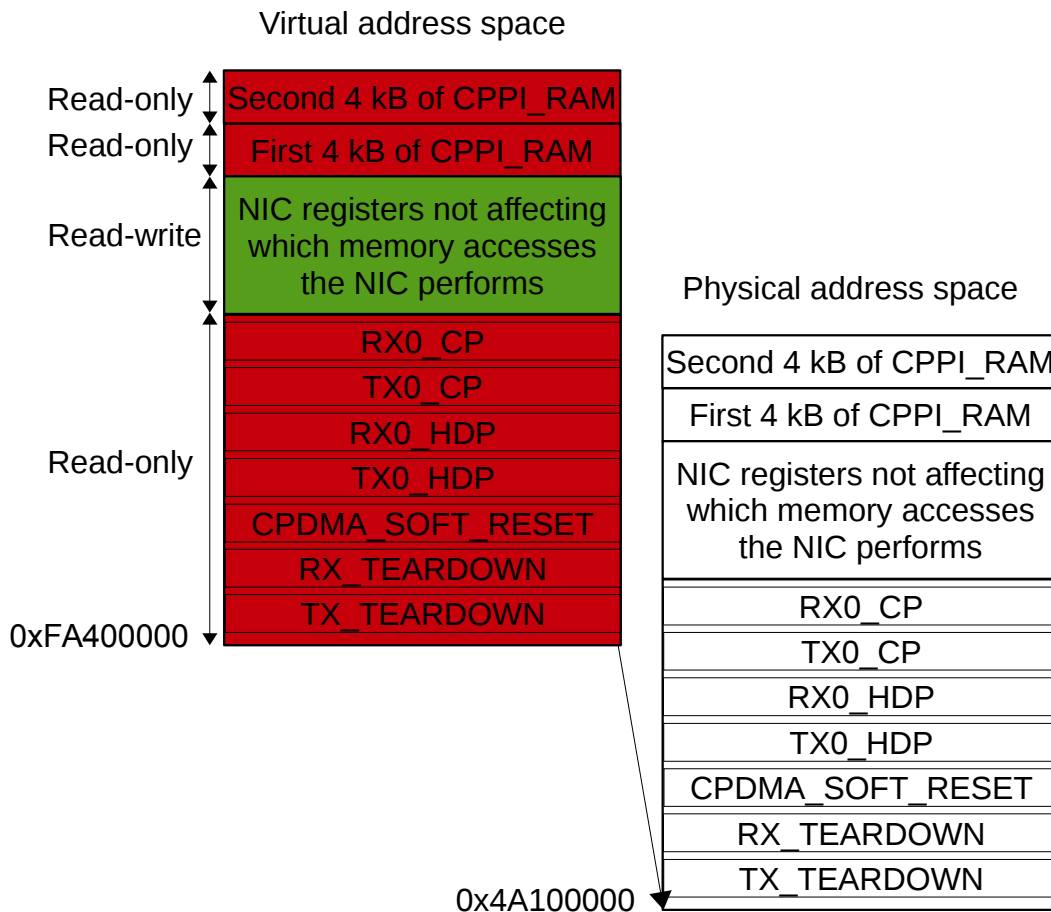 Virtual address space
Read-only
Second 4 kB of CPPI_RAM
Read-only
First 4 kB of CPPI_RAM
Read-write
NIC registers not affecting
which memory accesses
the NIC performs
Read-only
RX0_CP
TX0_CP
RX0_HDP
TX0_HDP
CPDMA_SOFT_RESET
RX_TEARDOWN
TX_TEARDOWN
0xFA400000
Physical address space
Second 4 kB of CPPI_RAM
First 4 kB of CPPI_RAM
NIC registers not affecting
which memory accesses
the NIC performs
RX0_CP
TX0_CP
RX0_HDP
TX0_HDP
CPDMA_SOFT_RESET
RX_TEARDOWN
TX_TEARDOWN
0x4A100000